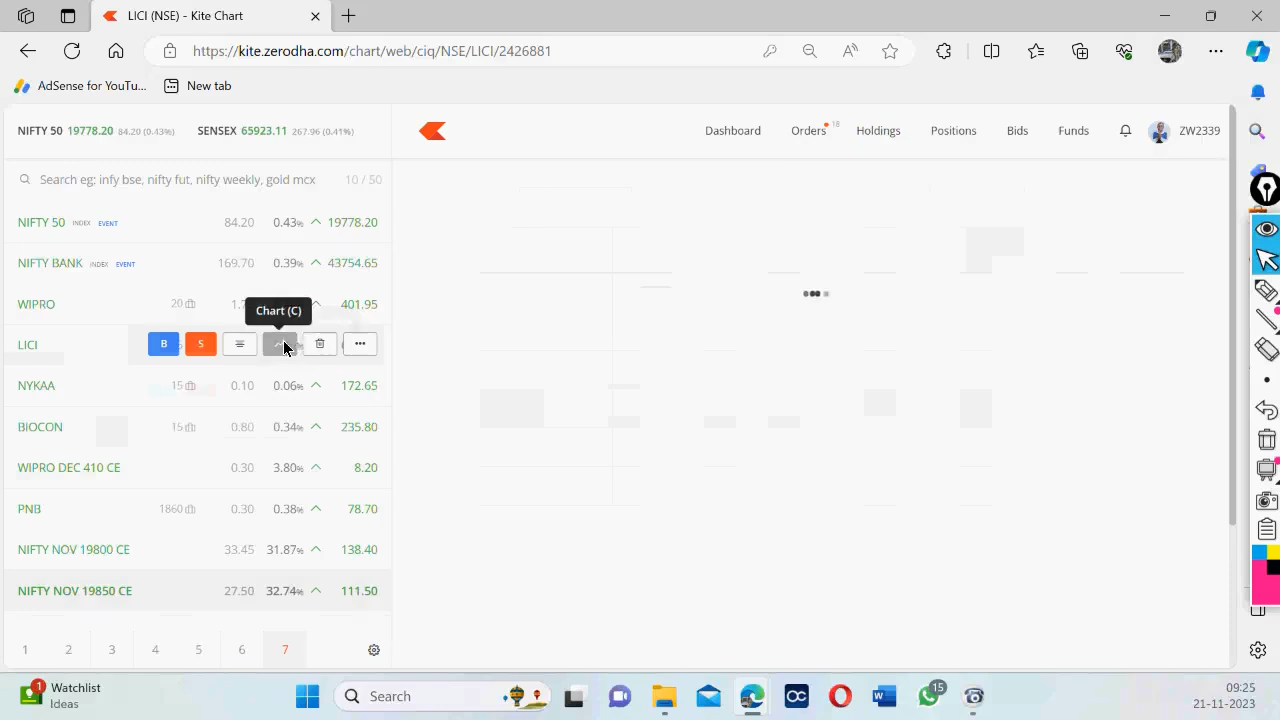 LICI (NSE) - Kite Chart
https://kite.zerodha.com/chart/web/ciq/NSE/LICI/2426881
AdSense for YouTu... New tab
NIFTY 50 19778.20 84.20 (0.43%) SENSEX 65923.11 267.96 (0.41%)
Dashboard Orders 18 Holdings Positions Bids Funds ZW2339
Search eg: infy bse, nifty fut, nifty weekly, gold mcx 10 / 50
NIFTY 50 INDEX EVENT 84.20 0.43% 19778.20
NIFTY BANK INDEX EVENT 169.70 0.39% 43754.65
WIPRO 20 401.95
Chart (C)
LICI B S
NYKAA 15 0.10 0.06% 172.65
BIOCON 15 0.80 0.34% 235.80
WIPRO DEC 410 CE 0.30 3.80% 8.20
PNB 1860 0.30 0.38% 78.70
NIFTY NOV 19800 CE 33.45 31.87% 138.40
NIFTY NOV 19850 CE 27.50 32.74% 111.50
1 2 3 4 5 6 7
1 Watchlist
Ideas
Search
OC
15
09:25
21-11-2023